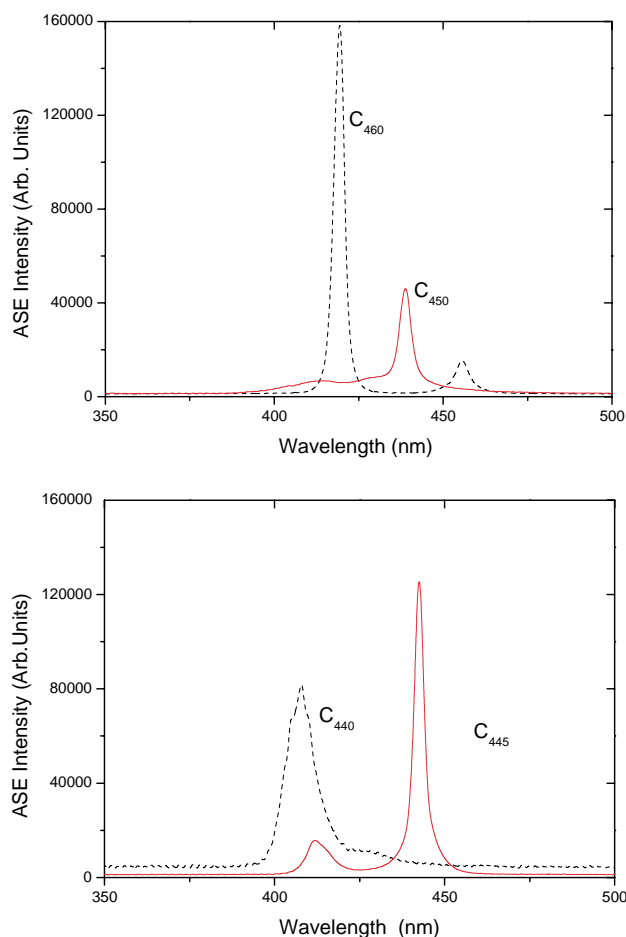 160000
120000
80000
40000
0
ASE Intensity (Arb. Units)
C460
C450
350 400 450 500
Wavelength (nm)
160000
120000
80000
40000
0
ASE Intensity (Arb.Units)
C440
C445
350 400 450 500
Wavelength (nm)